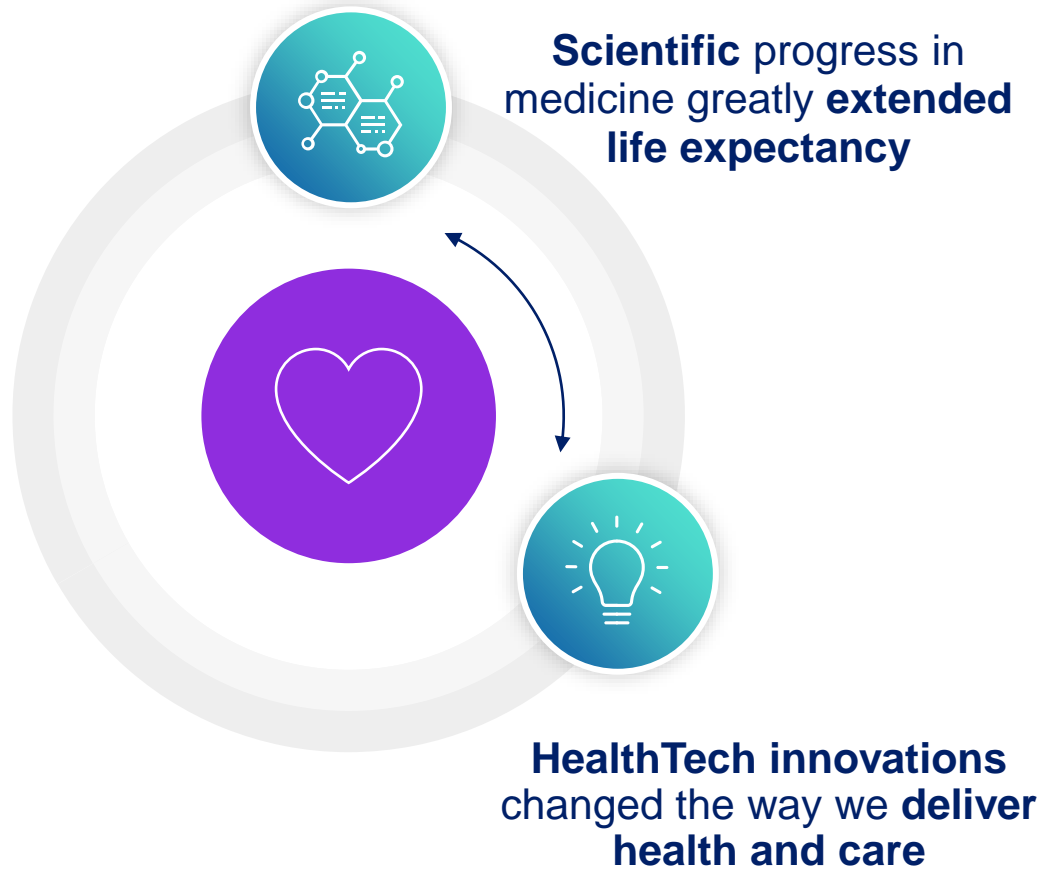 Scientific progress in
medicine greatly extended
life expectancy
HealthTech innovations
changed the way we deliver
health and care